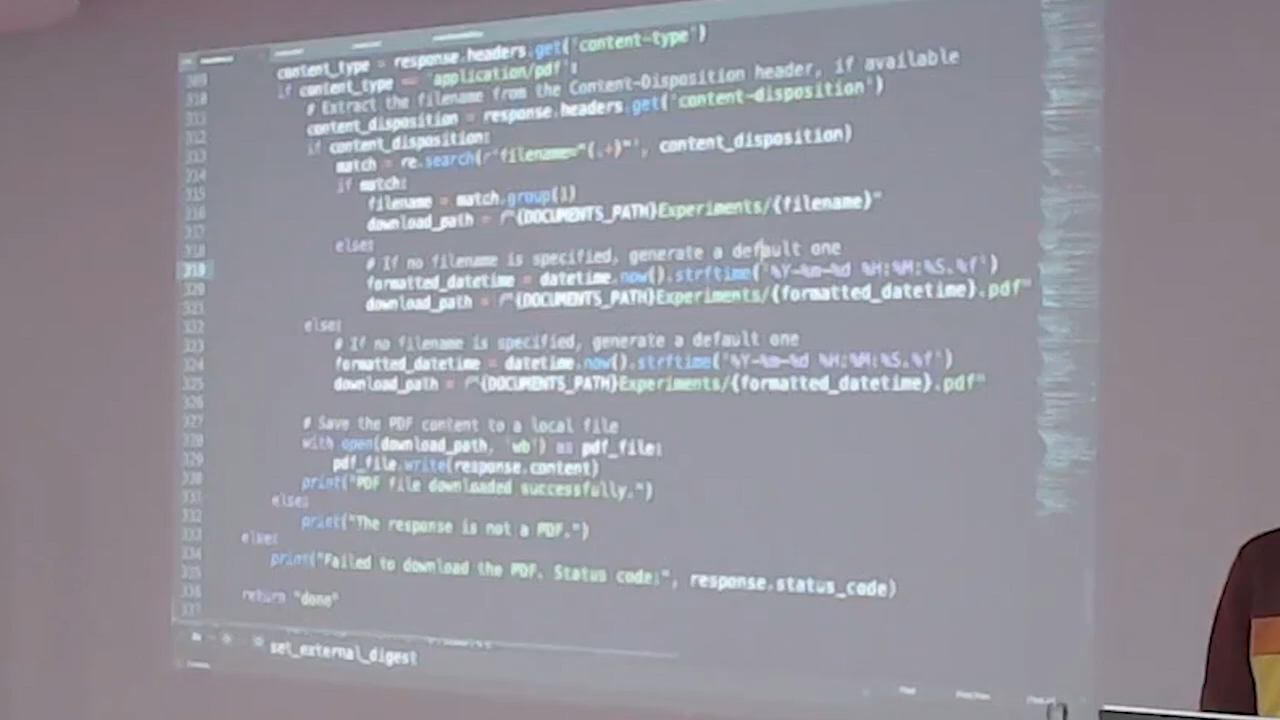 content_type = response.headers.get('content-type')
if content_type == 'application/pdf':
# Extract the filename from the Content-Disposition header, if available
content_disposition = response.headers.get('content-disposition')
if content_disposition:
match = re.search(r'filename="(.+)"', content_disposition)
if match:
filename = match.group(1)
download_path = f"{DOCUMENTS_PATH}Experiments/{filename}"
else:
# If no filename is specified, generate a default one
formatted_datetime = datetime.now().strftime('%Y-%m-%d %H:%M:%S.%f')
download_path = f"{DOCUMENTS_PATH}Experiments/{formatted_datetime}.pdf"
else:
# If no filename is specified, generate a default one
formatted_datetime = datetime.now().strftime('%Y-%m-%d %H:%M:%S.%f')
download_path = f"{DOCUMENTS_PATH}Experiments/{formatted_datetime}.pdf"
# Save the PDF content to a local file
with open(download_path, 'wb') as pdf_file:
pdf_file.write(response.content)
print("PDF file downloaded successfully.")
else:
print("The response is not a PDF.")
else:
print("Failed to download the PDF. Status code:", response.status_code)
return "done"
set_external_digest